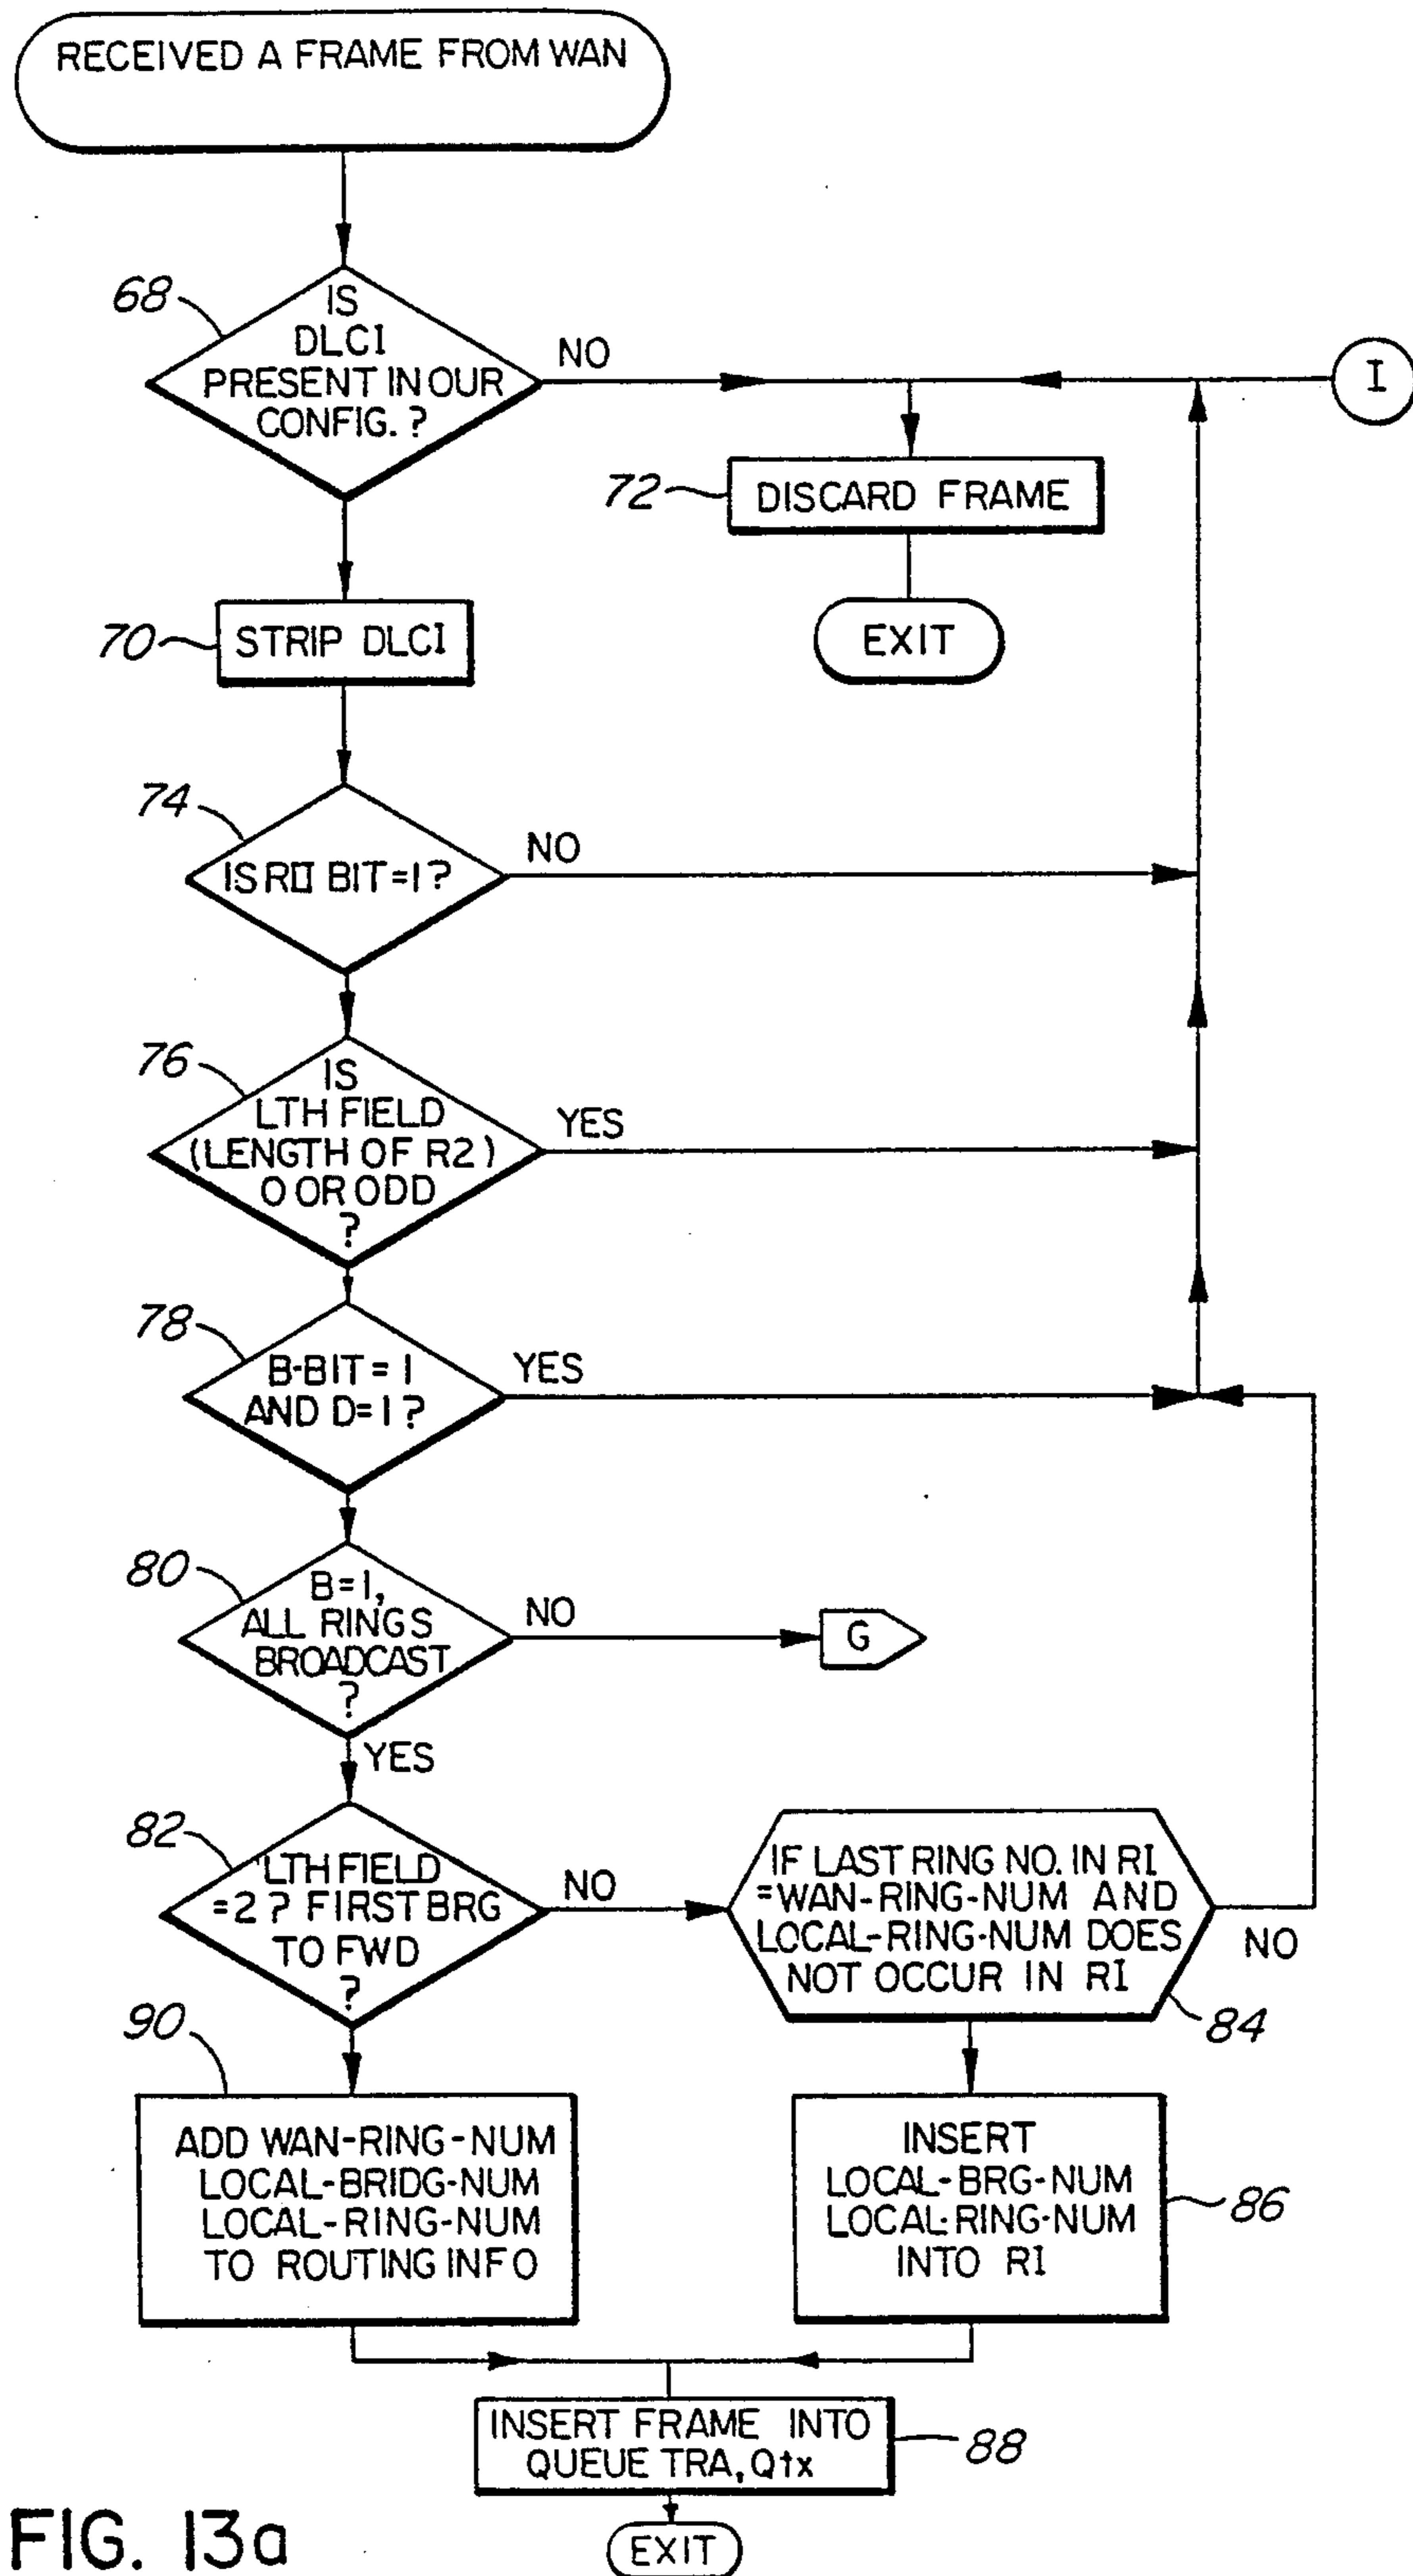 RECEIVED A FRAME FROM WAN
68
IS
DLCI
PRESENT IN OUR
CONFIG. ?
NO
I
72
DISCARD FRAME
EXIT
70
STRIP DLCI
74
IS RII BIT=1?
NO
76
IS
LTH FIELD
(LENGTH OF R2)
0 OR ODD
?
YES
78
B-BIT = 1
AND D=1?
YES
80
B=1,
ALL RINGS
BROADCAST
?
NO
G
YES
82
LTH FIELD
=2? FIRST BRG
TO FWD
?
NO
IF LAST RING NO. IN RI
=WAN-RING-NUM AND
LOCAL-RING-NUM DOES
NOT OCCUR IN RI
NO
84
90
ADD WAN-RING-NUM
LOCAL-BRIDG-NUM
LOCAL-RING-NUM
TO ROUTING INFO
INSERT
LOCAL-BRG-NUM
LOCAL-RING-NUM
INTO RI
86
INSERT FRAME INTO
QUEUE TRA, Qtx
88
EXIT
FIG. 13a